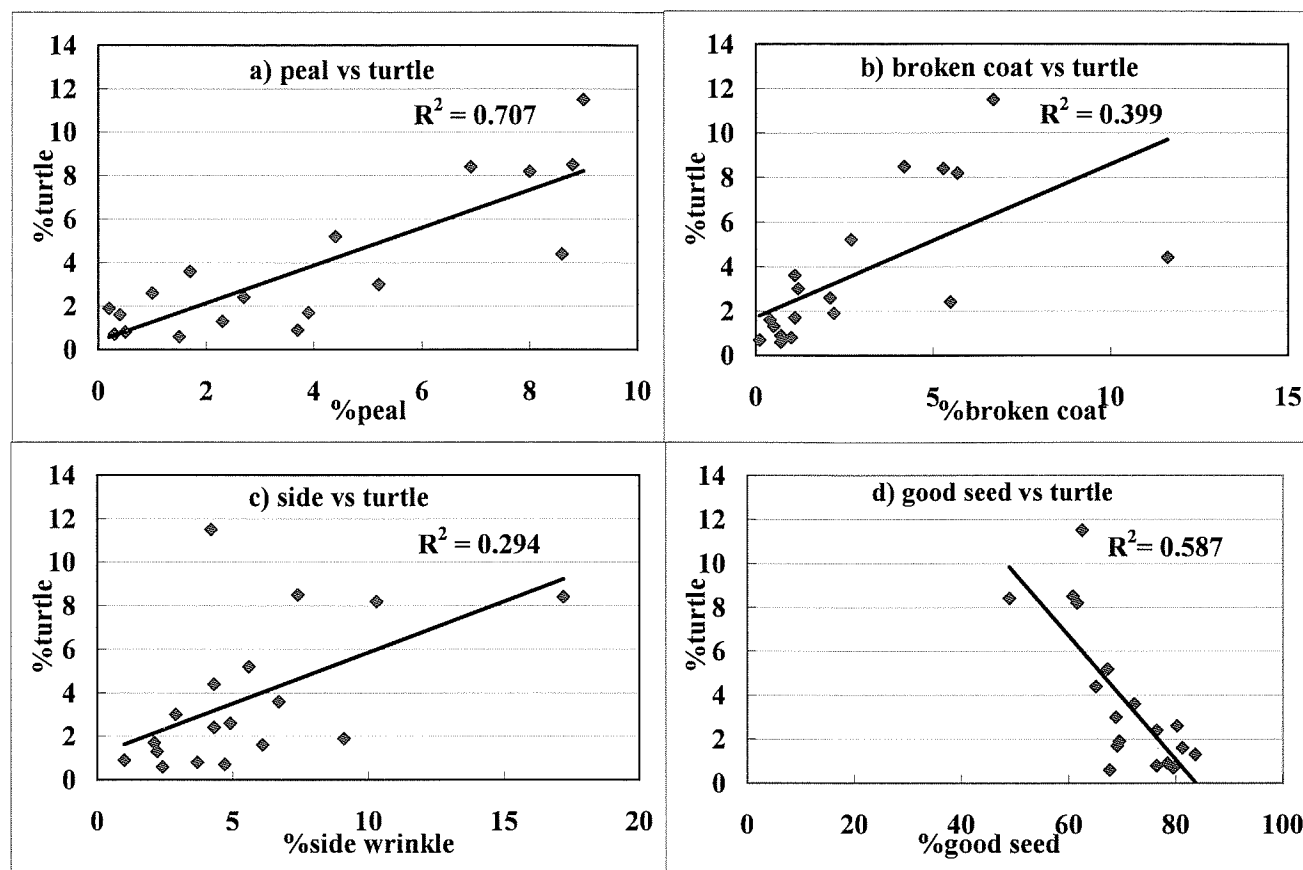 a) peal vs turtle
R² = 0.707
%turtle
14
12
10
8
6
4
2
0
0 2 4 6 8 10
%peal
b) broken coat vs turtle
R² = 0.399
%turtle
14
12
10
8
6
4
2
0
0 5 10 15
%broken coat
c) side vs turtle
R² = 0.294
%turtle
14
12
10
8
6
4
2
0
0 5 10 15 20
%side wrinkle
d) good seed vs turtle
R²= 0.587
%turtle
14
12
10
8
6
4
2
0
0 20 40 60 80 100
%good seed